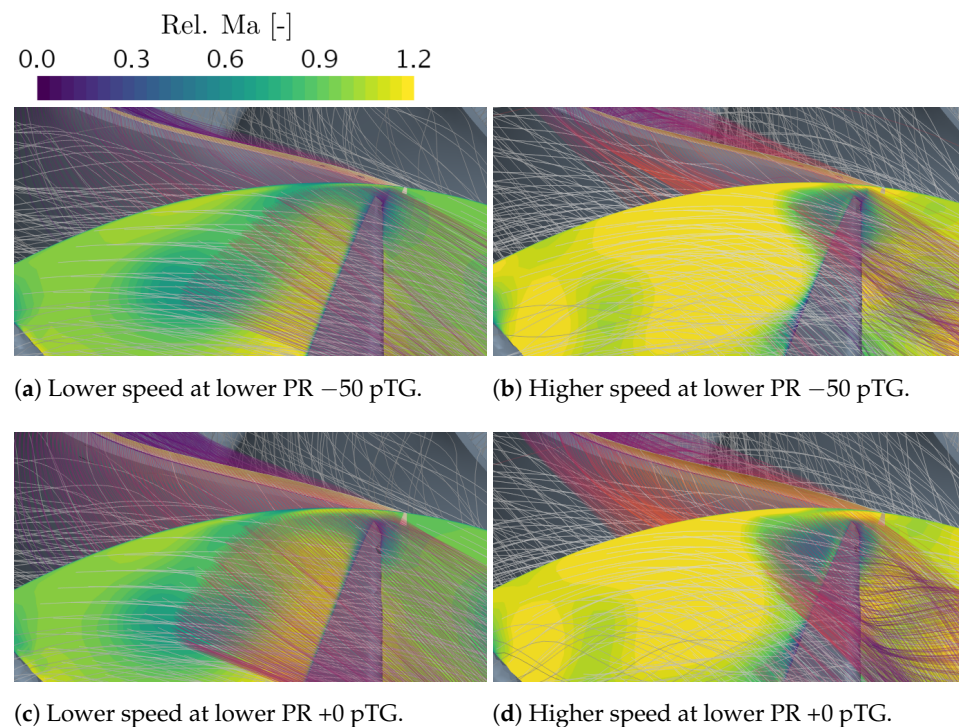 Rel. Ma [-]
0.0 0.3 0.6 0.9 1.2
(a) Lower speed at lower PR −50 pTG.
(b) Higher speed at lower PR −50 pTG.
(c) Lower speed at lower PR +0 pTG.
(d) Higher speed at lower PR +0 pTG.